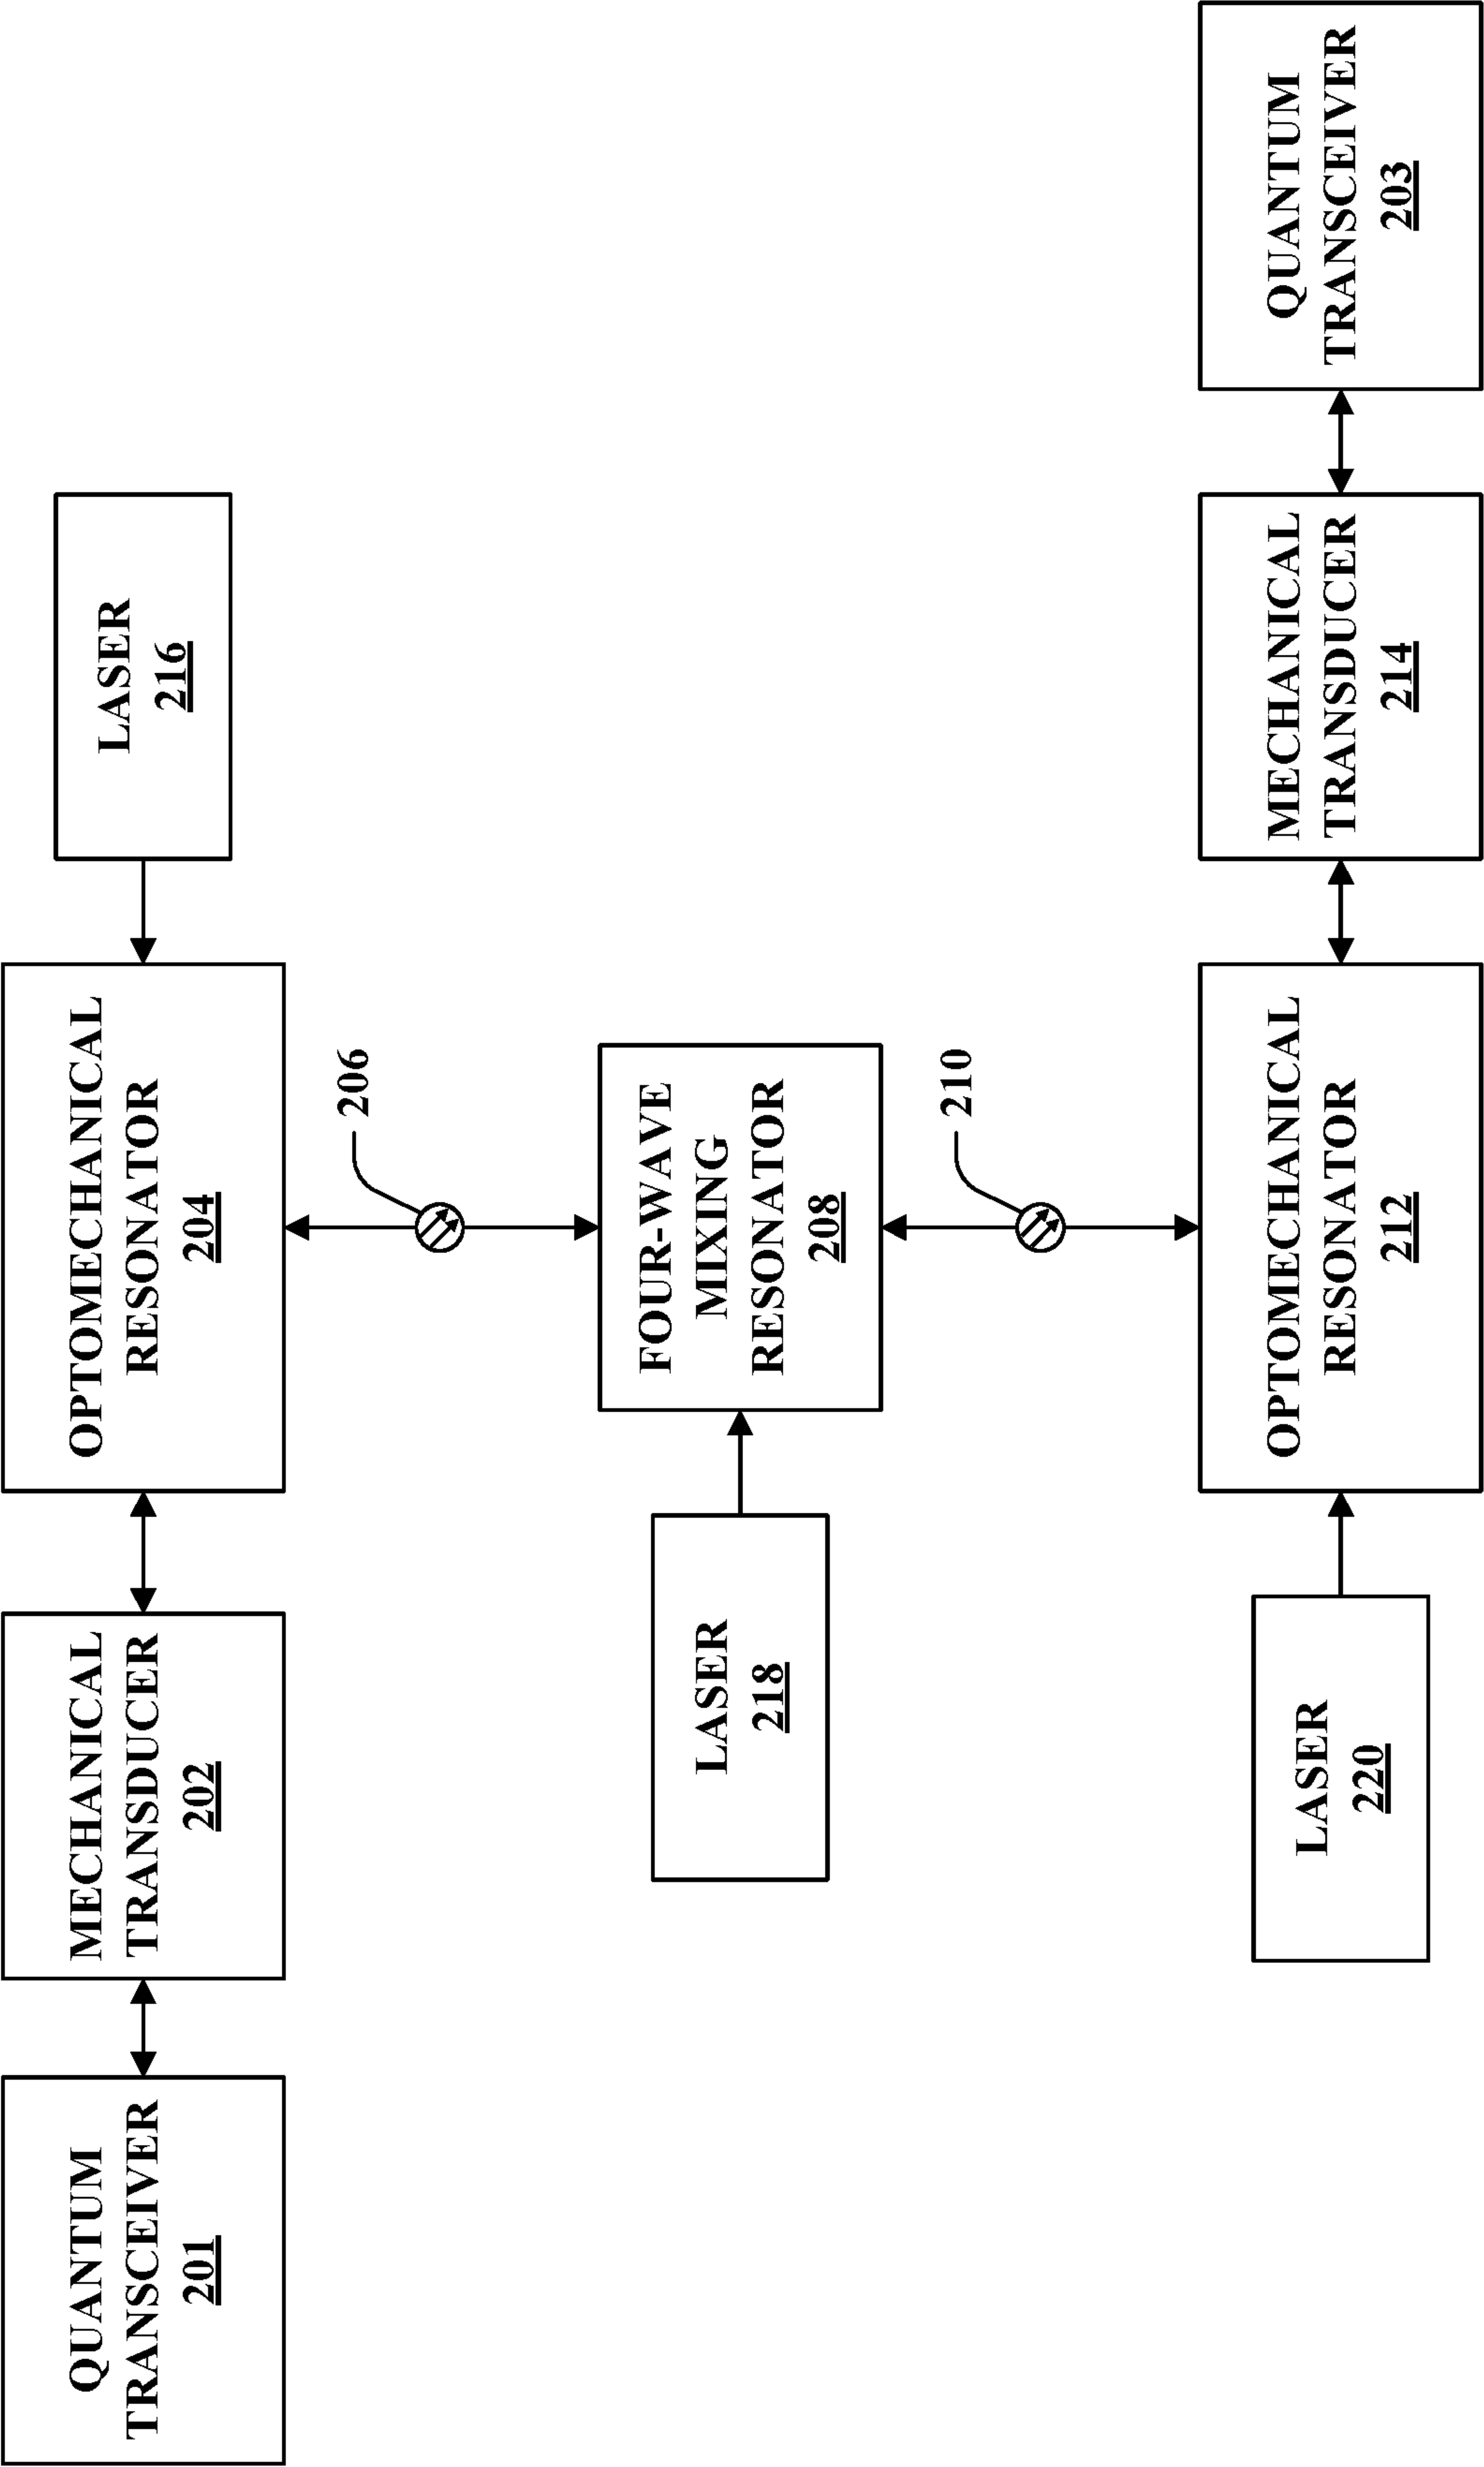 QUANTUM
TRANSCEIVER
201
MECHANICAL
TRANSDUCER
202
OPTOMECHANICAL
RESONATOR
204
LASER
216
206
LASER
218
FOUR-WAVE
MIXING
RESONATOR
208
210
LASER
220
OPTOMECHANICAL
RESONATOR
212
MECHANICAL
TRANSDUCER
214
QUANTUM
TRANSCEIVER
203